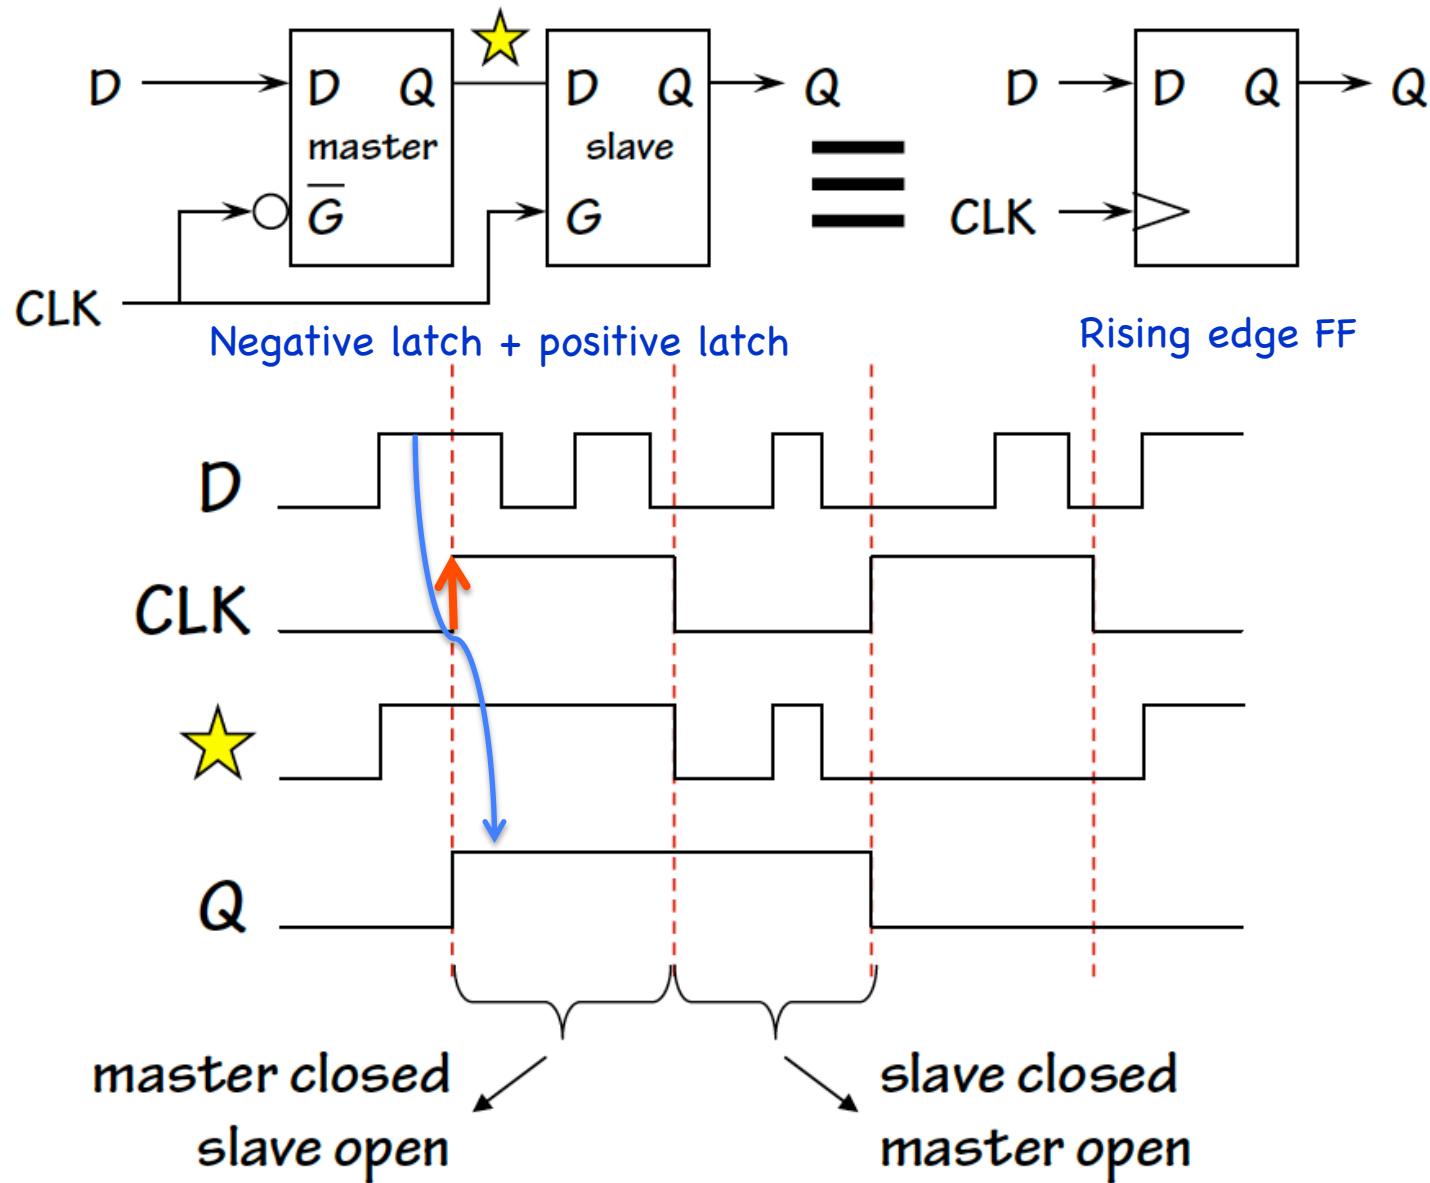 D D Q D Q Q D D Q Q
master slave
G̅ G CLK
CLK
Negative latch + positive latch Rising edge FF
D
CLK
Q
master closed slave closed
slave open master open